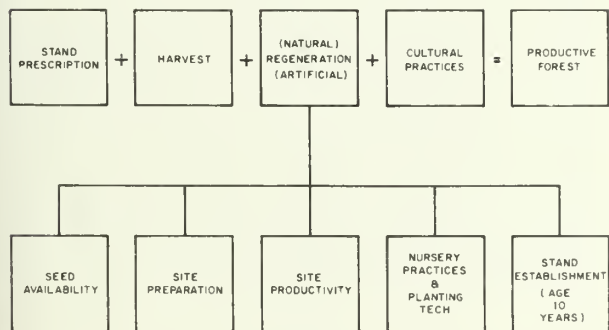 STAND
PRESCRIPTION
+
HARVEST
+
(NATURAL)
REGENERATION
(ARTIFICIAL)
+
CULTURAL
PRACTICES
=
PRODUCTIVE
FOREST
SEED
AVAILABILITY
SITE
PREPARATION
SITE
PRODUCTIVITY
NURSERY
PRACTICES
&
PLANTING
TECH
STAND
ESTABLISHMENT
(AGE
10
YEARS)